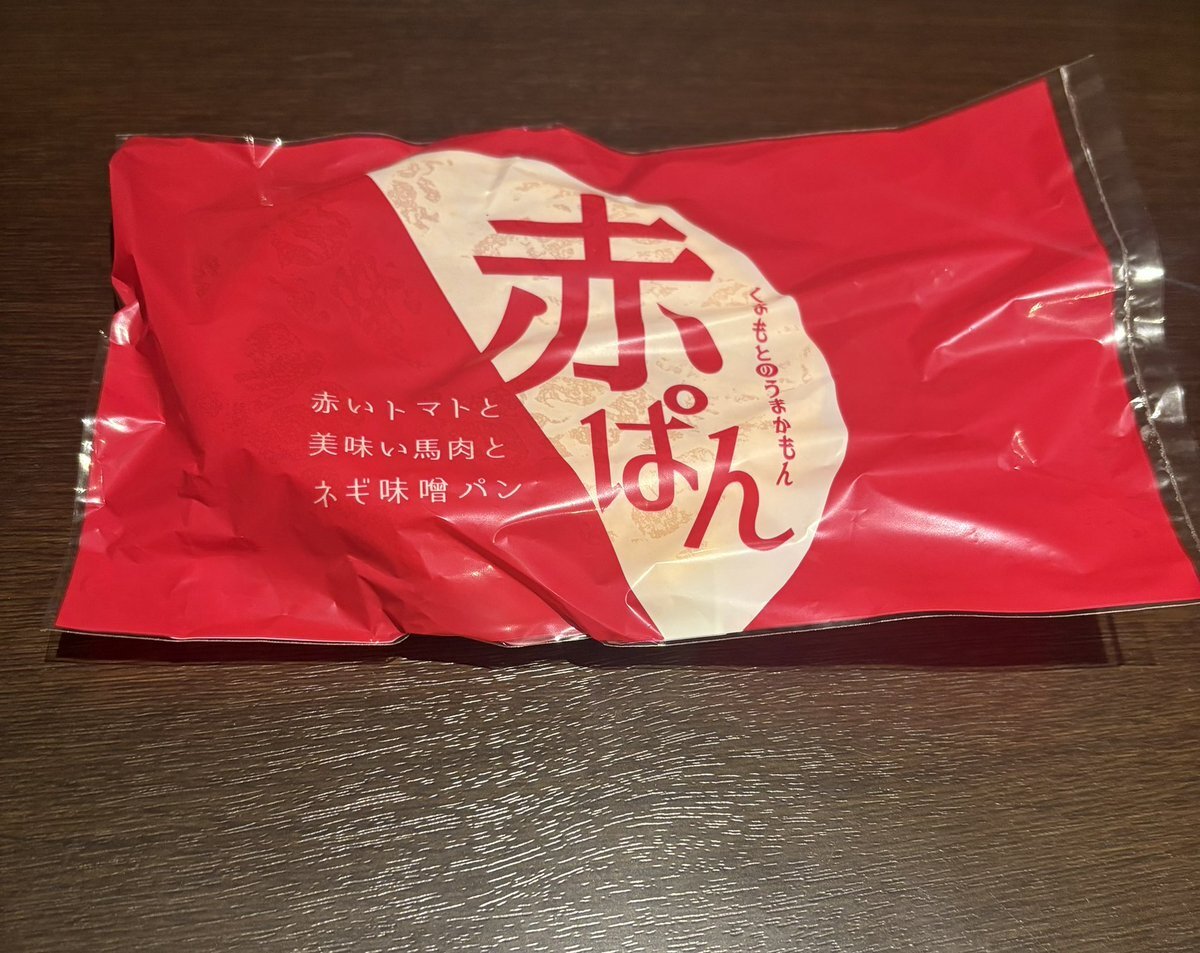 赤ぱん
くまもとのうまかもん
赤いトマトと
美味い馬肉と
ネギ味噌パン